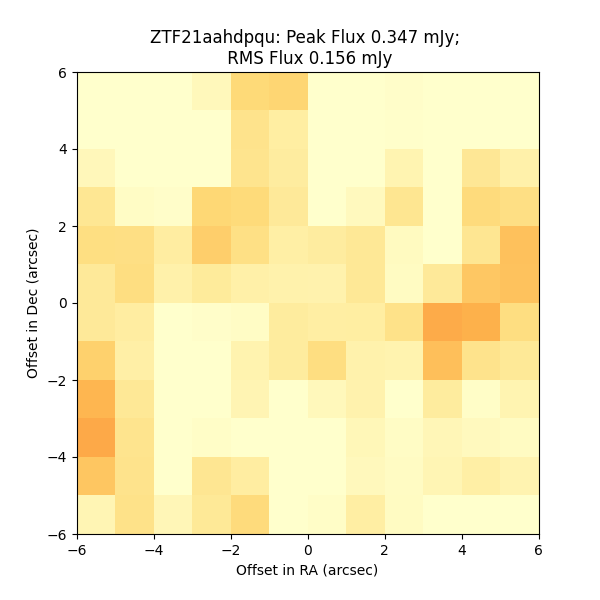 ZTF21aahdpqu: Peak Flux 0.347 mJy;
RMS Flux 0.156 mJy
6
4
2
0
−2
−4
−6
Offset in Dec (arcsec)
−6 −4 −2 0 2 4 6
Offset in RA (arcsec)